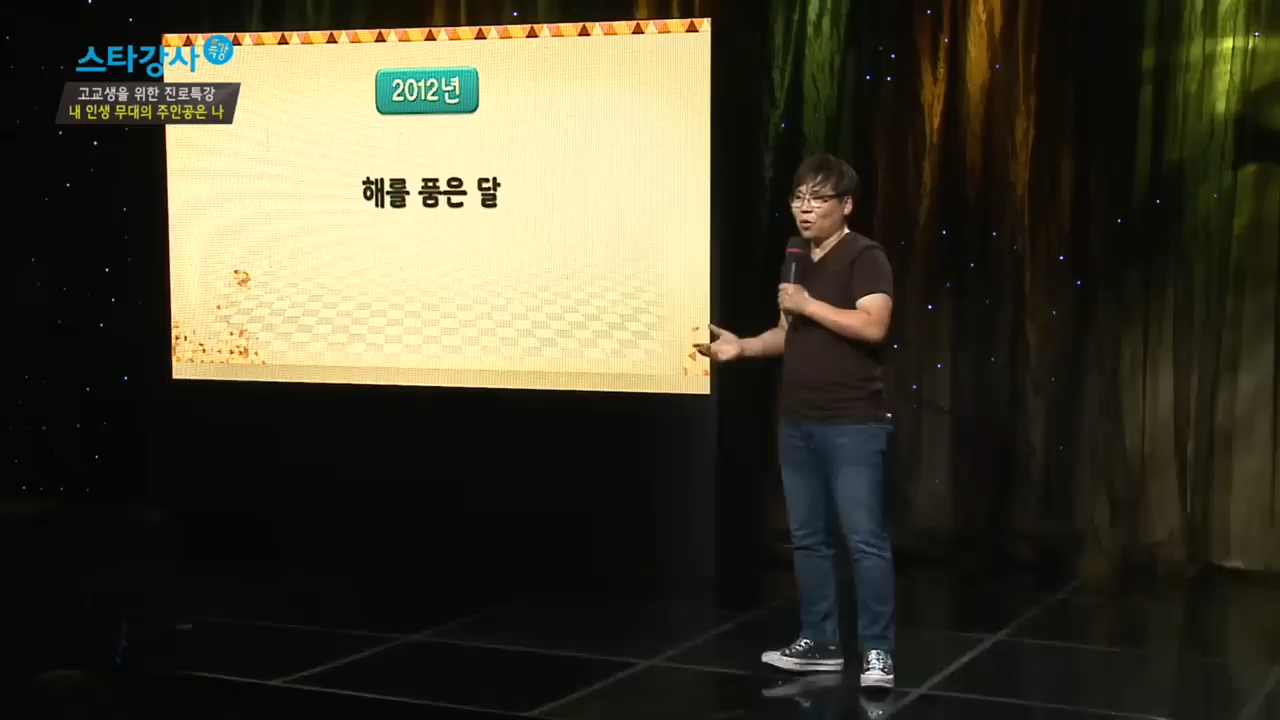 스타강사 특강
고교생을 위한 진로특강
내 인생 무대의 주인공은 나
2012년
해를 품은 달